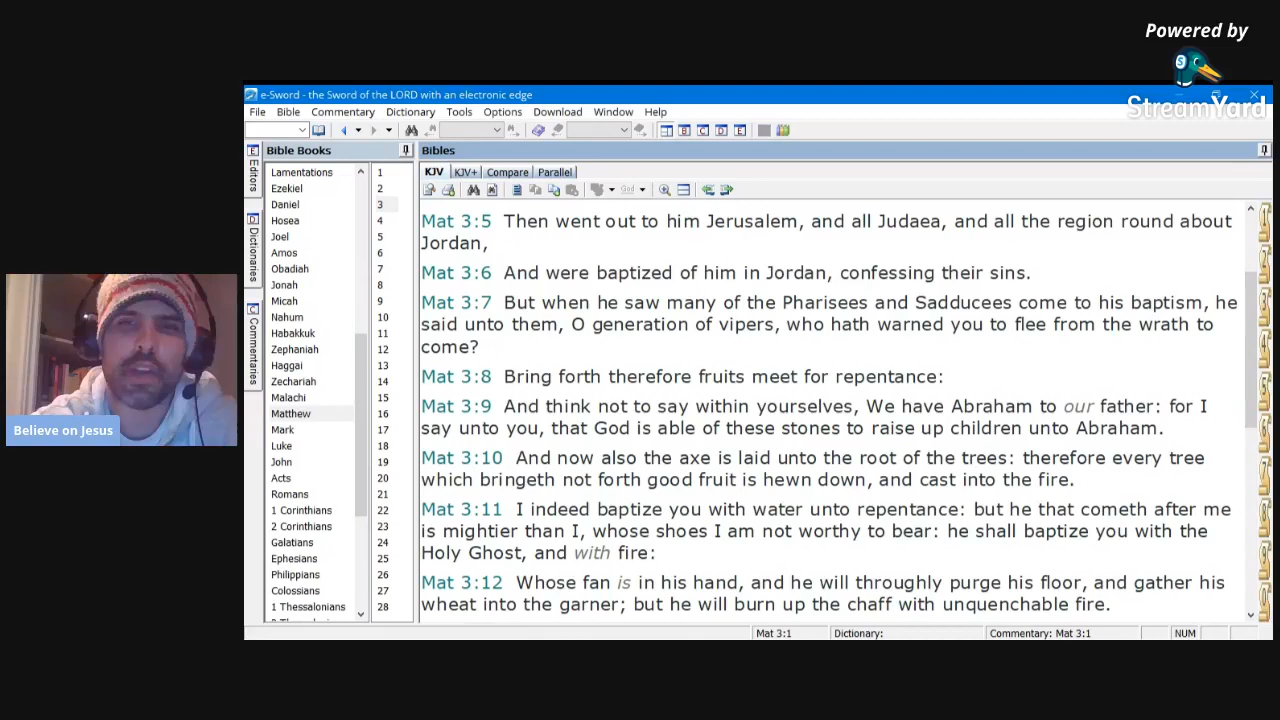 Powered by
StreamYard
e-Sword - the Sword of the LORD with an electronic edge
File Bible Commentary Dictionary Tools Options Download Window Help
Bible Books
Bibles
KJV KJV+ Compare Parallel
God
E Editors
D Dictionaries
C Commentaries
Lamentations 1
Ezekiel 2
Daniel 3
Hosea 4
Joel 5
Amos 6
Obadiah 7
Jonah 8
Micah 9
Nahum 10
Habakkuk 11
Zephaniah 12
Haggai 13
Zechariah 14
Malachi 15
Matthew 16
Mark 17
Luke 18
John 19
Acts 20
Romans 21
1 Corinthians 22
2 Corinthians 23
Galatians 24
Ephesians 25
Philippians 26
Colossians 27
1 Thessalonians 28
Mat 3:5 Then went out to him Jerusalem, and all Judaea, and all the region round about
Jordan,
Mat 3:6 And were baptized of him in Jordan, confessing their sins.
Mat 3:7 But when he saw many of the Pharisees and Sadducees come to his baptism, he
said unto them, O generation of vipers, who hath warned you to flee from the wrath to
come?
Mat 3:8 Bring forth therefore fruits meet for repentance:
Mat 3:9 And think not to say within yourselves, We have Abraham to our father: for I
say unto you, that God is able of these stones to raise up children unto Abraham.
Mat 3:10 And now also the axe is laid unto the root of the trees: therefore every tree
which bringeth not forth good fruit is hewn down, and cast into the fire.
Mat 3:11 I indeed baptize you with water unto repentance: but he that cometh after me
is mightier than I, whose shoes I am not worthy to bear: he shall baptize you with the
Holy Ghost, and with fire:
Mat 3:12 Whose fan is in his hand, and he will throughly purge his floor, and gather his
wheat into the garner; but he will burn up the chaff with unquenchable fire.
Believe on Jesus
Mat 3:1 Dictionary: Commentary: Mat 3:1 NUM